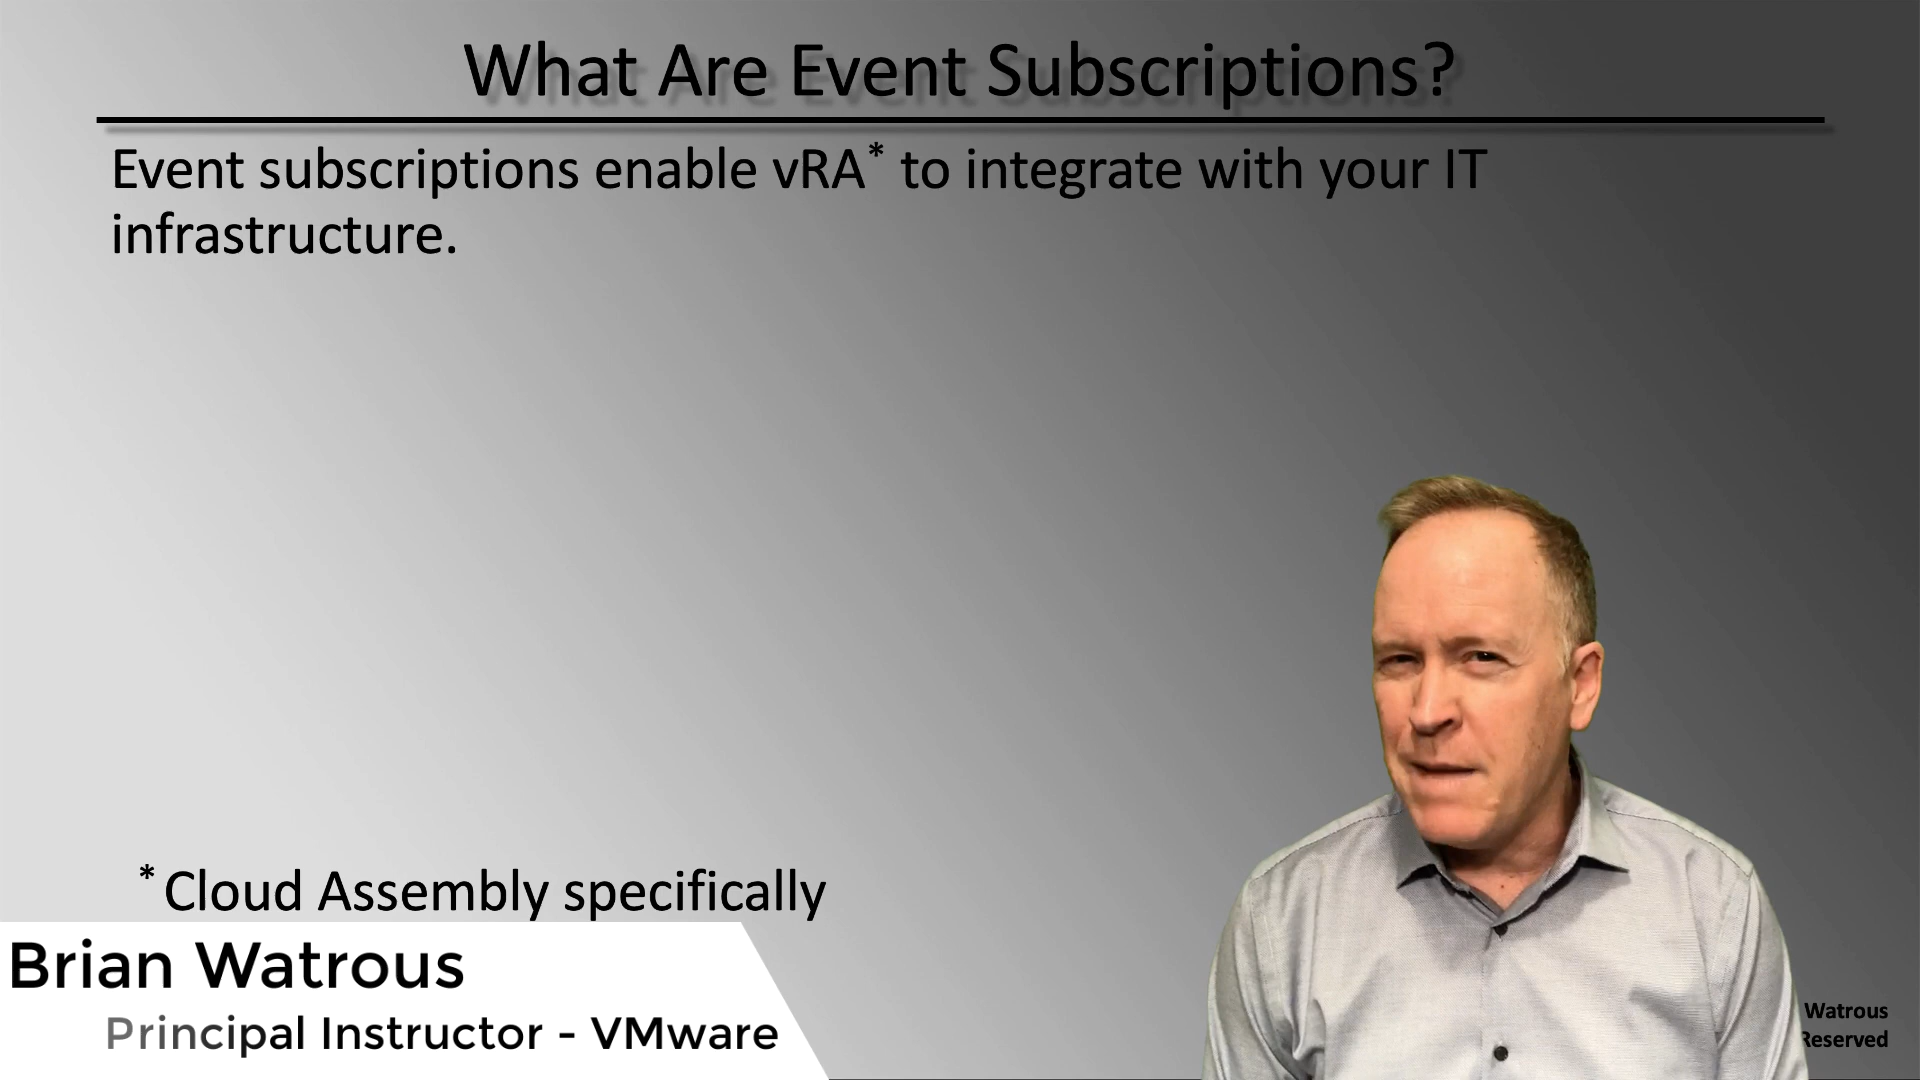 What Are Event Subscriptions?
Event subscriptions enable vRA* to integrate with your IT
infrastructure.
* Cloud Assembly specifically
Brian Watrous
Principal Instructor - VMware
Watrous
Reserved